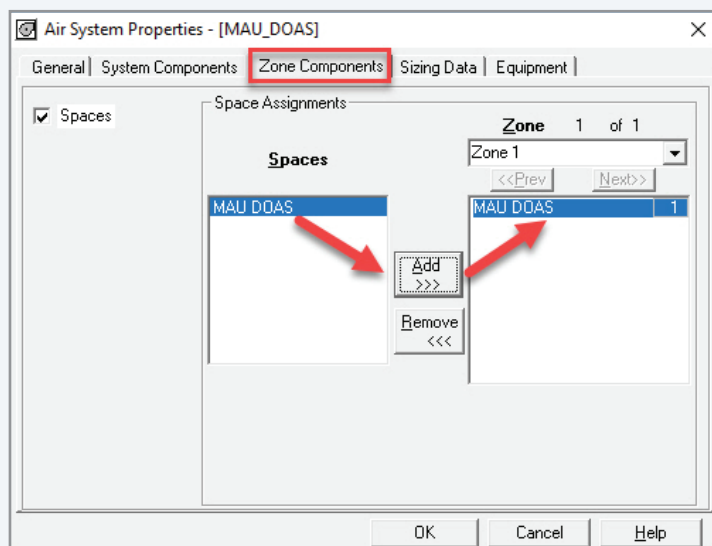 Air System Properties - [MAU_DOAS]
General System Components Zone Components Sizing Data Equipment
Spaces
Space Assignments
Zone 1 of 1
Spaces
Zone 1
<<Prev Next>>
MAU DOAS
MAU DOAS 1
Add
>>>
Remove
<<<
OK Cancel Help